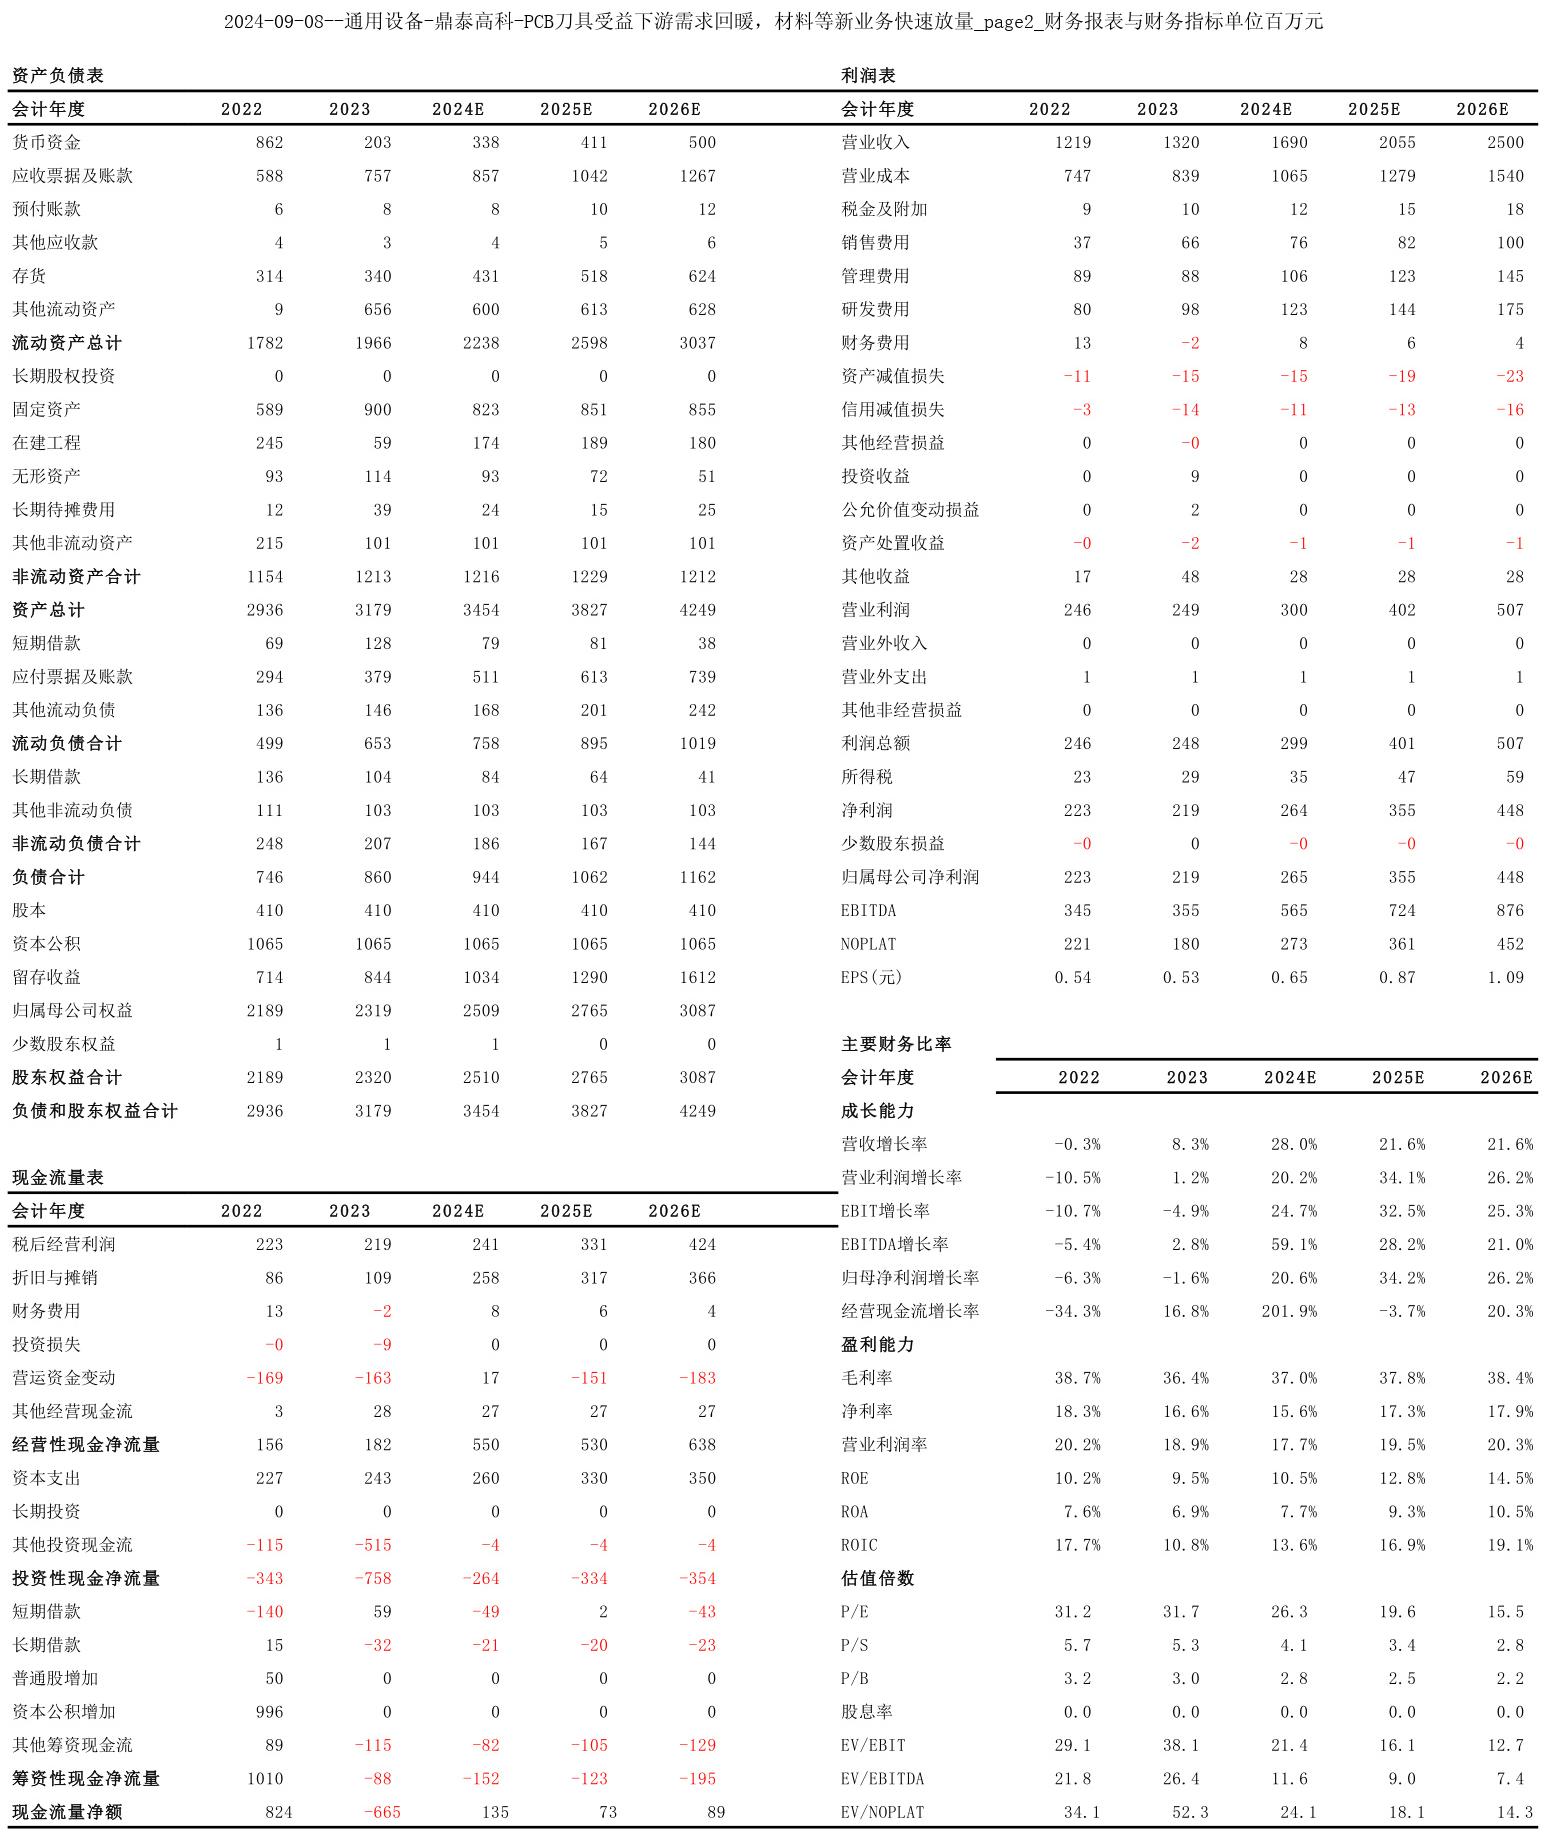 2024-09-08--通用设备-鼎泰高科-PCB刀具受益下游需求回暖，材料等新业务快速放量_page2_财务报表与财务指标单位百万元
资产负债表
会计年度 2022 2023 2024E 2025E 2026E
货币资金 862 203 338 411 500
应收票据及账款 588 757 857 1042 1267
预付账款 6 8 8 10 12
其他应收款 4 3 4 5 6
存货 314 340 431 518 624
其他流动资产 9 656 600 613 628
流动资产总计 1782 1966 2238 2598 3037
长期股权投资 0 0 0 0 0
固定资产 589 900 823 851 855
在建工程 245 59 174 189 180
无形资产 93 114 93 72 51
长期待摊费用 12 39 24 15 25
其他非流动资产 215 101 101 101 101
非流动资产合计 1154 1213 1216 1229 1212
资产总计 2936 3179 3454 3827 4249
短期借款 69 128 79 81 38
应付票据及账款 294 379 511 613 739
其他流动负债 136 146 168 201 242
流动负债合计 499 653 758 895 1019
长期借款 136 104 84 64 41
其他非流动负债 111 103 103 103 103
非流动负债合计 248 207 186 167 144
负债合计 746 860 944 1062 1162
股本 410 410 410 410 410
资本公积 1065 1065 1065 1065 1065
留存收益 714 844 1034 1290 1612
归属母公司权益 2189 2319 2509 2765 3087
少数股东权益 1 1 1 0 0
股东权益合计 2189 2320 2510 2765 3087
负债和股东权益合计 2936 3179 3454 3827 4249
现金流量表
会计年度 2022 2023 2024E 2025E 2026E
税后经营利润 223 219 241 331 424
折旧与摊销 86 109 258 317 366
财务费用 13 -2 8 6 4
投资损失 -0 -9 0 0 0
营运资金变动 -169 -163 17 -151 -183
其他经营现金流 3 28 27 27 27
经营性现金净流量 156 182 550 530 638
资本支出 227 243 260 330 350
长期投资 0 0 0 0 0
其他投资现金流 -115 -515 -4 -4 -4
投资性现金净流量 -343 -758 -264 -334 -354
短期借款 -140 59 -49 2 -43
长期借款 15 -32 -21 -20 -23
普通股增加 50 0 0 0 0
资本公积增加 996 0 0 0 0
其他筹资现金流 89 -115 -82 -105 -129
筹资性现金净流量 1010 -88 -152 -123 -195
现金流量净额 824 -665 135 73 89
利润表
会计年度 2022 2023 2024E 2025E 2026E
营业收入 1219 1320 1690 2055 2500
营业成本 747 839 1065 1279 1540
税金及附加 9 10 12 15 18
销售费用 37 66 76 82 100
管理费用 89 88 106 123 145
研发费用 80 98 123 144 175
财务费用 13 -2 8 6 4
资产减值损失 -11 -15 -15 -19 -23
信用减值损失 -3 -14 -11 -13 -16
其他经营损益 0 -0 0 0 0
投资收益 0 9 0 0 0
公允价值变动损益 0 2 0 0 0
资产处置收益 -0 -2 -1 -1 -1
其他收益 17 48 28 28 28
营业利润 246 249 300 402 507
营业外收入 0 0 0 0 0
营业外支出 1 1 1 1 1
其他非经营损益 0 0 0 0 0
利润总额 246 248 299 401 507
所得税 23 29 35 47 59
净利润 223 219 264 355 448
少数股东损益 -0 0 -0 -0 -0
归属母公司净利润 223 219 265 355 448
EBITDA 345 355 565 724 876
NOPLAT 221 180 273 361 452
EPS(元) 0.54 0.53 0.65 0.87 1.09
主要财务比率
会计年度 2022 2023 2024E 2025E 2026E
成长能力
营收增长率 -0.3% 8.3% 28.0% 21.6% 21.6%
营业利润增长率 -10.5% 1.2% 20.2% 34.1% 26.2%
EBIT增长率 -10.7% -4.9% 24.7% 32.5% 25.3%
EBITDA增长率 -5.4% 2.8% 59.1% 28.2% 21.0%
归母净利润增长率 -6.3% -1.6% 20.6% 34.2% 26.2%
经营现金流增长率 -34.3% 16.8% 201.9% -3.7% 20.3%
盈利能力
毛利率 38.7% 36.4% 37.0% 37.8% 38.4%
净利率 18.3% 16.6% 15.6% 17.3% 17.9%
营业利润率 20.2% 18.9% 17.7% 19.5% 20.3%
ROE 10.2% 9.5% 10.5% 12.8% 14.5%
ROA 7.6% 6.9% 7.7% 9.3% 10.5%
ROIC 17.7% 10.8% 13.6% 16.9% 19.1%
估值倍数
P/E 31.2 31.7 26.3 19.6 15.5
P/S 5.7 5.3 4.1 3.4 2.8
P/B 3.2 3.0 2.8 2.5 2.2
股息率 0.0 0.0 0.0 0.0 0.0
EV/EBIT 29.1 38.1 21.4 16.1 12.7
EV/EBITDA 21.8 26.4 11.6 9.0 7.4
EV/NOPLAT 34.1 52.3 24.1 18.1 14.3